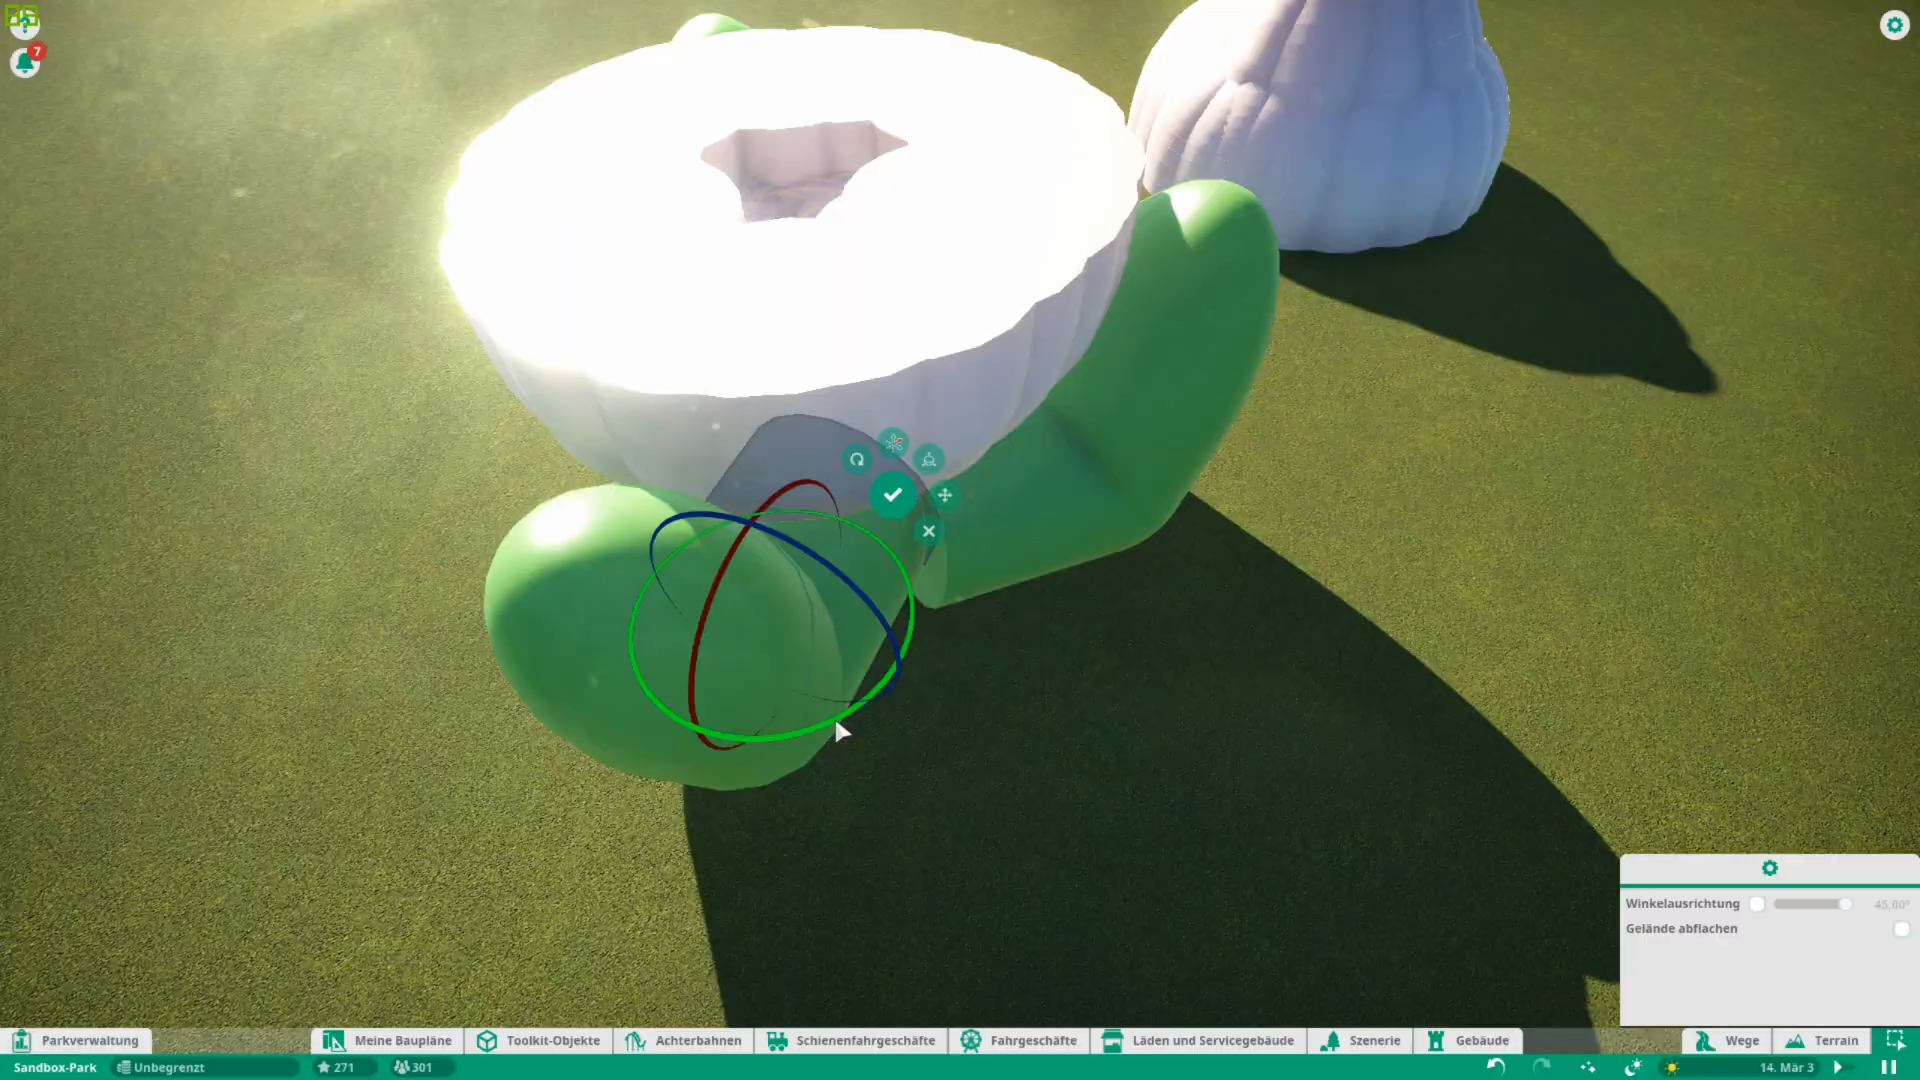 7
Winkelausrichtung 45,00°
Gelände abflachen
Parkverwaltung Meine Baupläne Toolkit-Objekte Achterbahnen Schienenfahrgeschäfte Fahrgeschäfte Läden und Servicegebäude Szenerie Gebäude Wege Terrain
Sandbox-Park Unbegrenzt 271 301 14. Mär 3